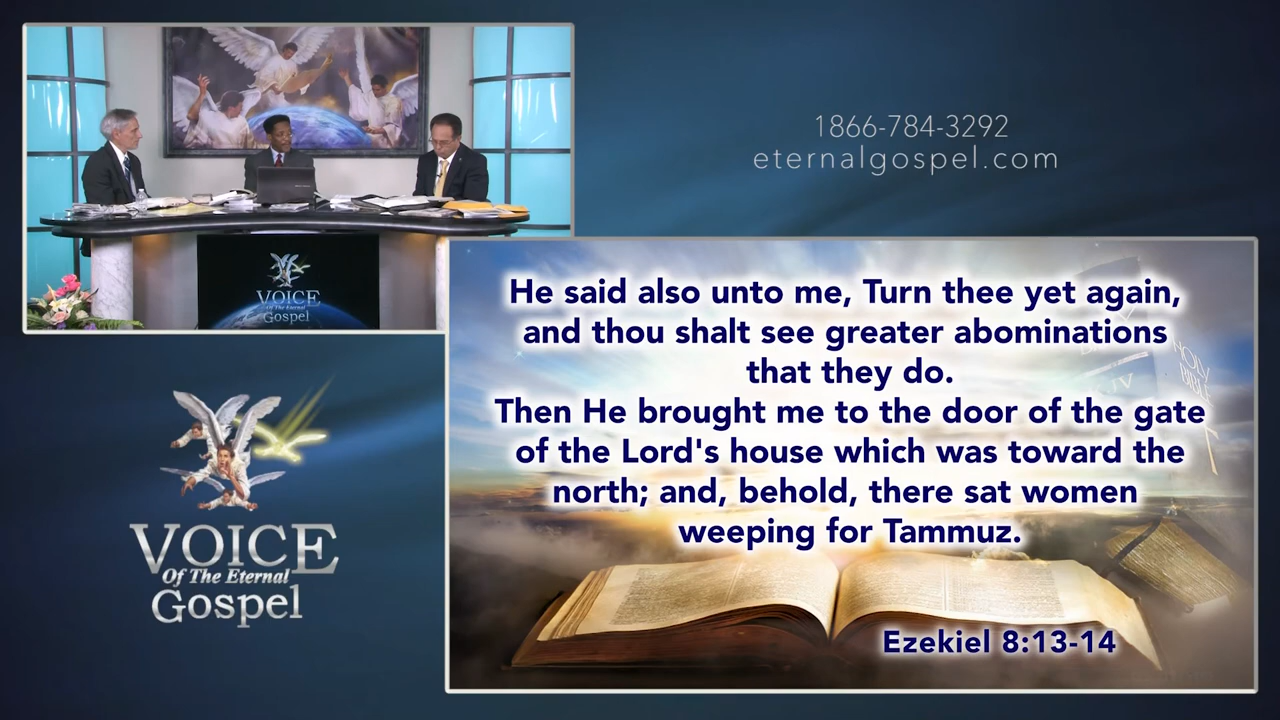 1866-784-3292
eternalgospel.com
VOICE
Of The Eternal
Gospel
He said also unto me, Turn thee yet again,
and thou shalt see greater abominations
that they do.
Then He brought me to the door of the gate
of the Lord's house which was toward the
north; and, behold, there sat women
weeping for Tammuz.
Ezekiel 8:13-14
HOLY
BIBLE
KJV
VOICE
Of The Eternal
Gospel